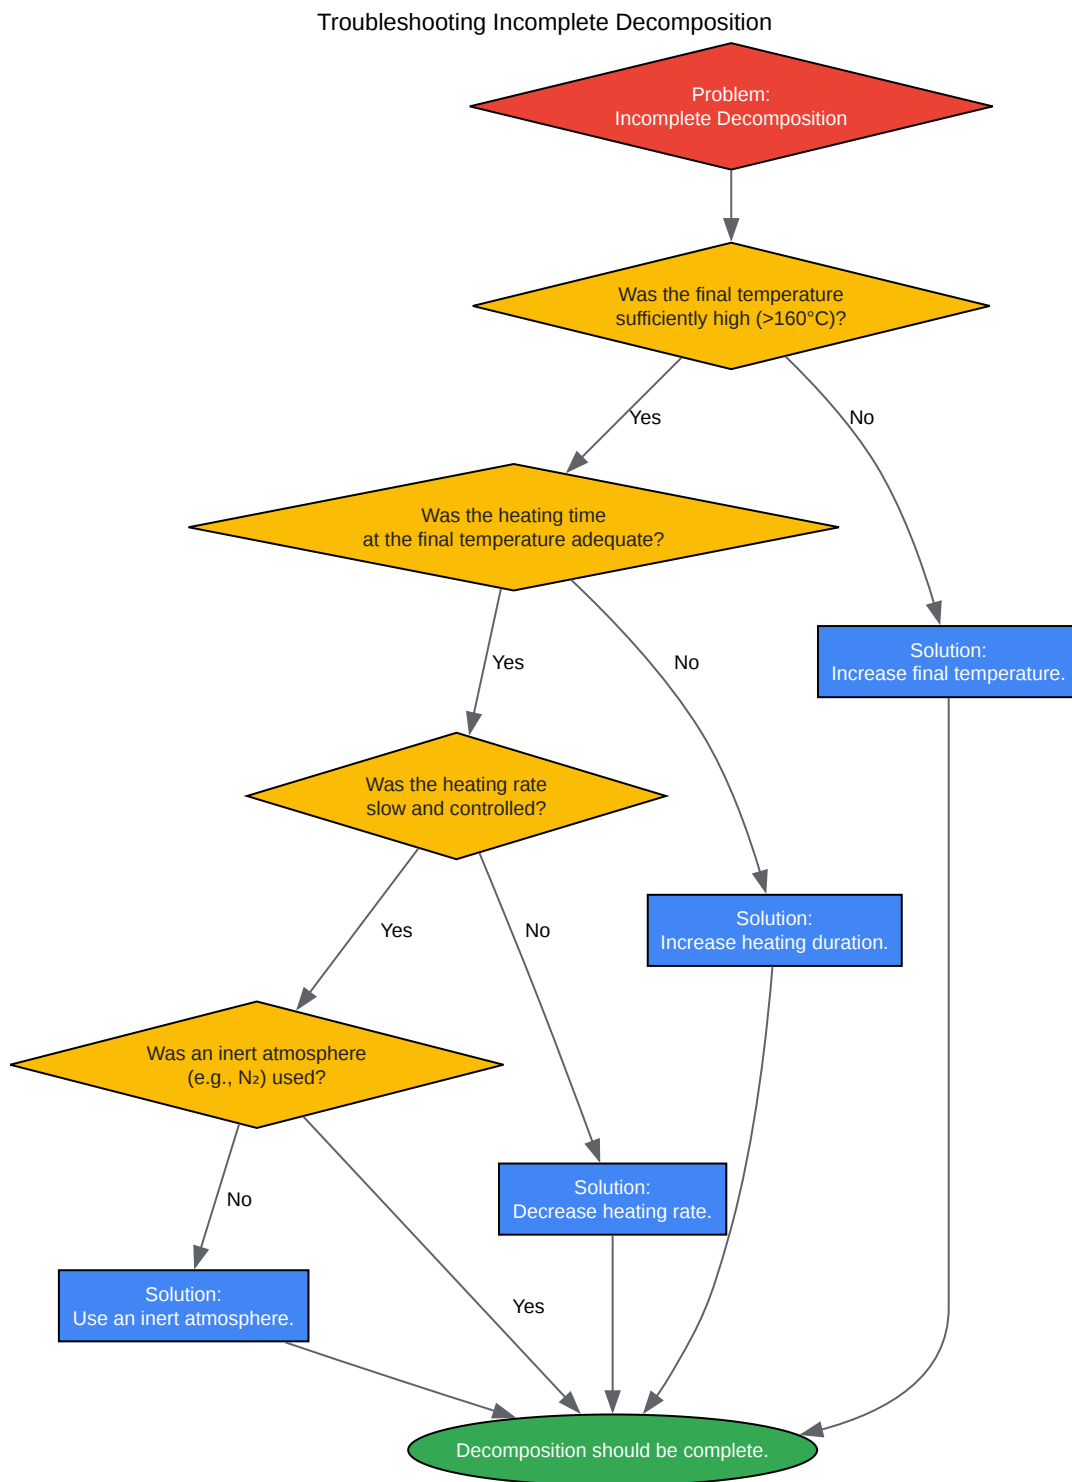 Troubleshooting Incomplete Decomposition
Problem:
Incomplete Decomposition
Was the final temperature
sufficiently high (>160°C)?
Yes
No
Was the heating time
at the final temperature adequate?
Solution:
Increase final temperature.
Yes
No
Was the heating rate
slow and controlled?
Solution:
Increase heating duration.
Yes
No
Was an inert atmosphere
(e.g., N₂) used?
Solution:
Decrease heating rate.
No
Solution:
Use an inert atmosphere.
Yes
Decomposition should be complete.